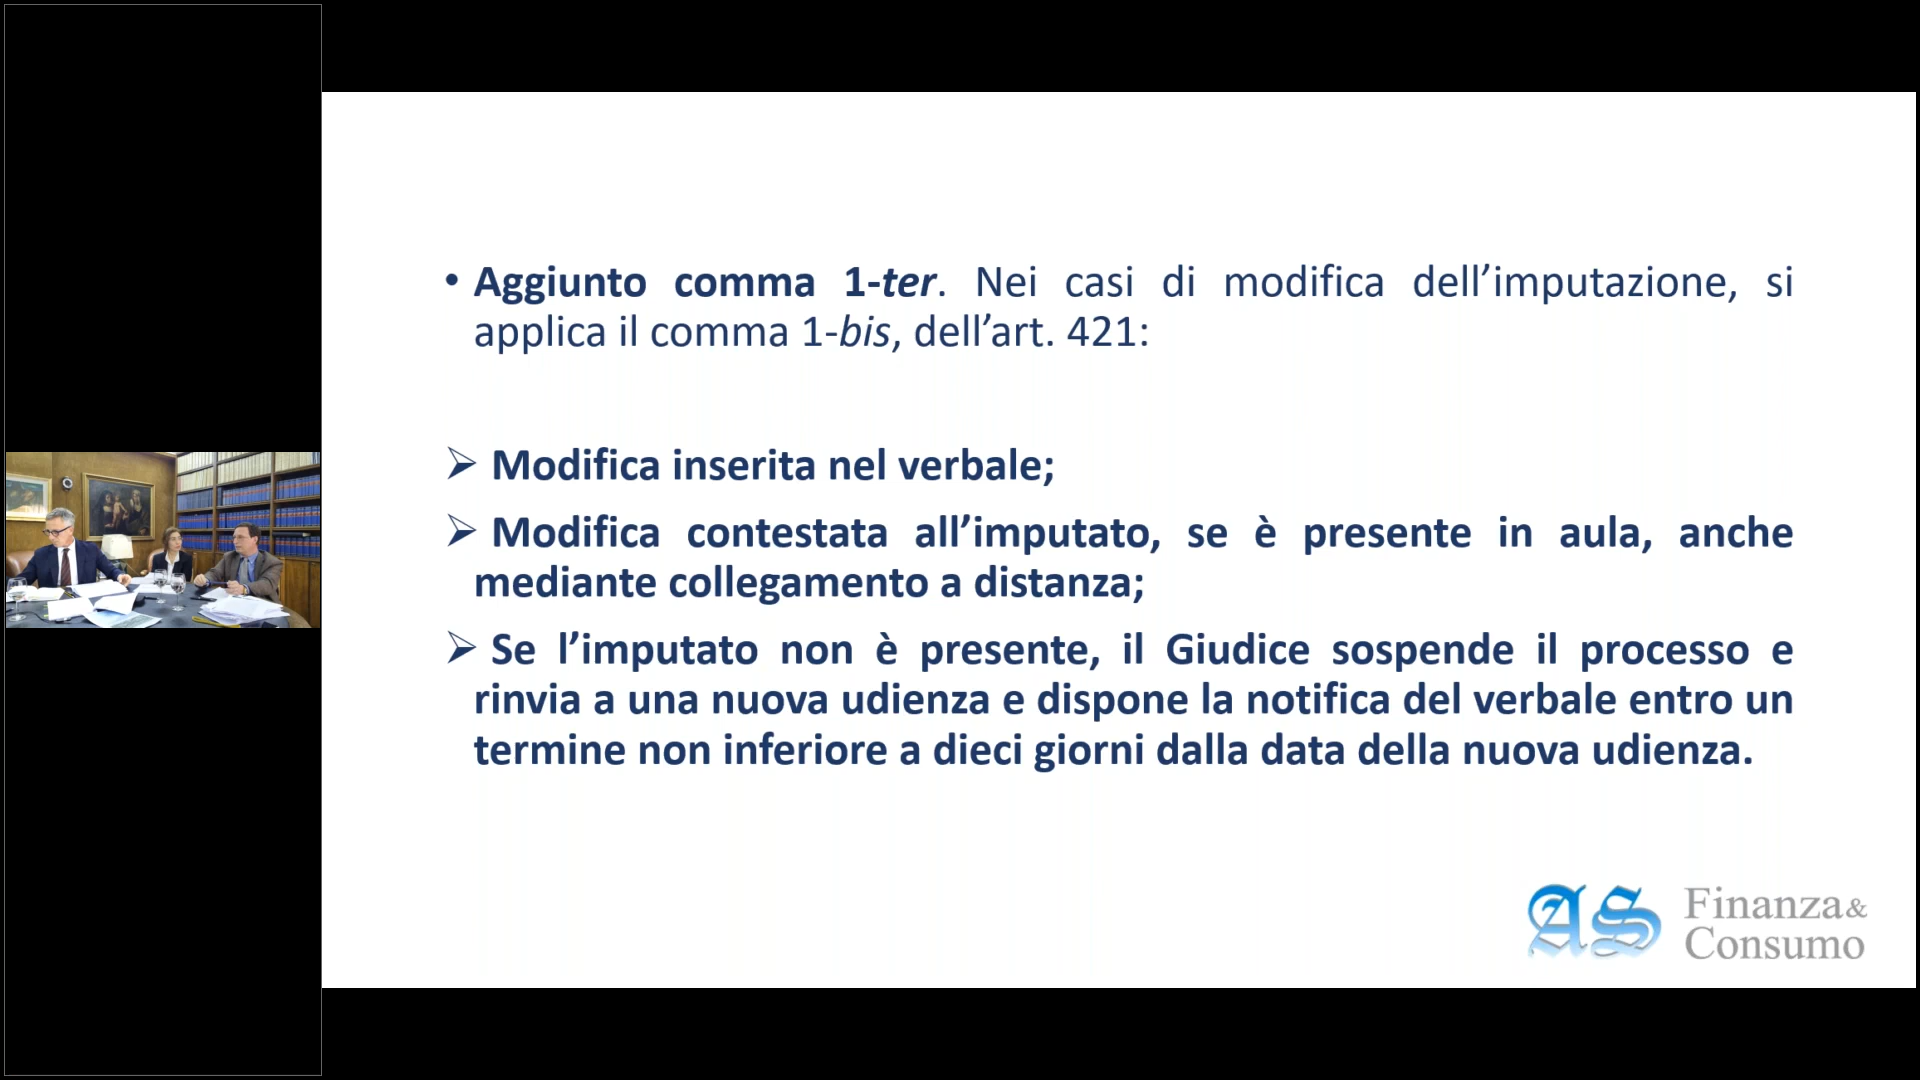 • Aggiunto comma 1-ter. Nei casi di modifica dell’imputazione, si
applica il comma 1-bis, dell’art. 421:
➢ Modifica inserita nel verbale;
➢ Modifica contestata all’imputato, se è presente in aula, anche
mediante collegamento a distanza;
➢ Se l’imputato non è presente, il Giudice sospende il processo e
rinvia a una nuova udienza e dispone la notifica del verbale entro un
termine non inferiore a dieci giorni dalla data della nuova udienza.
AS Finanza&
Consumo